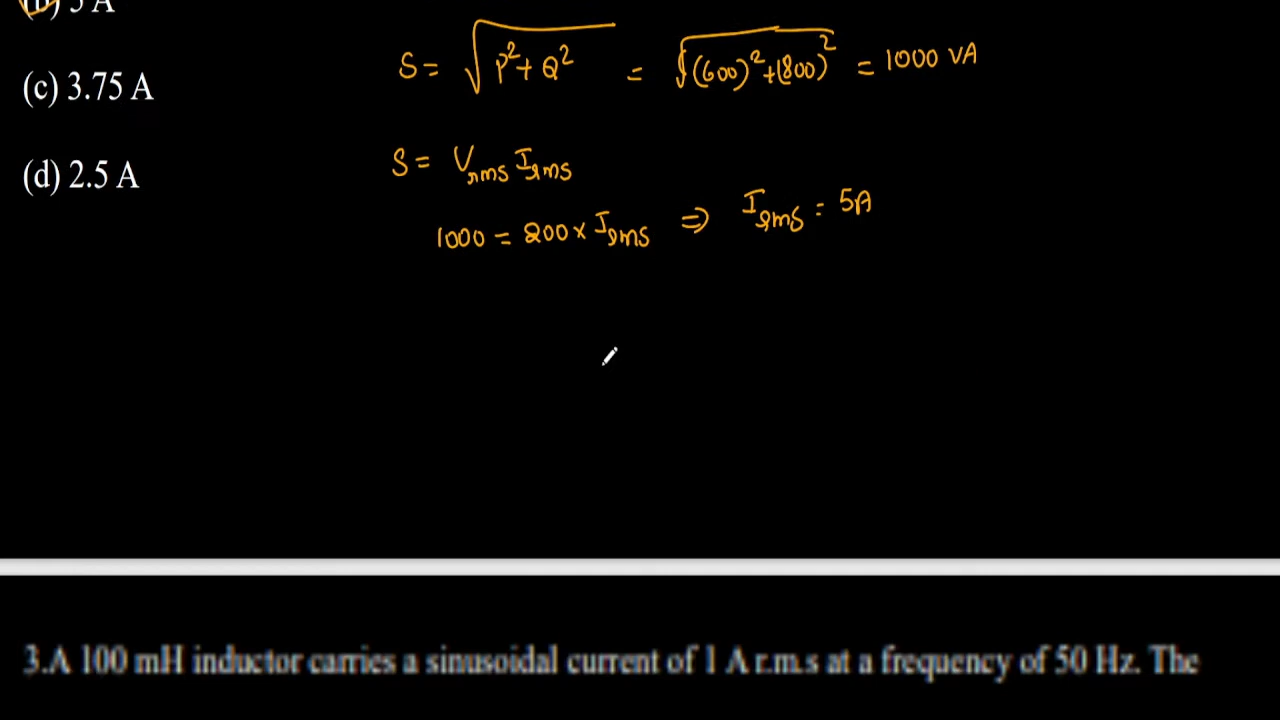 (b) 5 A
S = √P²+Q² = √(600)²+(800)² = 1000 VA
(c) 3.75 A
S = Vrms Irms
(d) 2.5 A
1000 = 200 × Irms ⇒ Irms = 5A
3.A 100 mH inductor carries a sinusoidal current of 1 A r.m.s at a frequency of 50 Hz. The